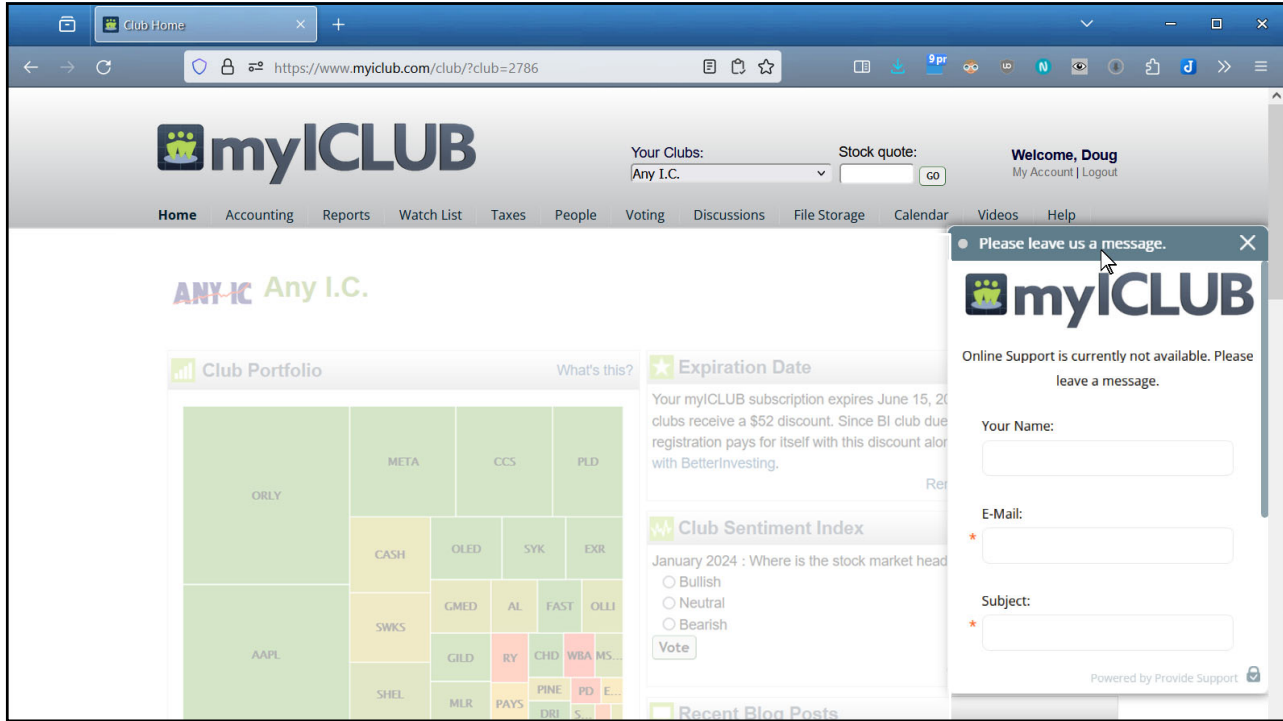 Club Home
https://www.myiclub.com/club/?club=2786
9 pr
myICLUB
Your Clubs:
Any I.C.
Stock quote:
GO
Welcome, Doug
My Account | Logout
Home Accounting Reports Watch List Taxes People Voting Discussions File Storage Calendar Videos Help
ANY IC Any I.C.
Club Portfolio
What's this?
ORLY
META
CCS
PLD
CASH
OLED
SYK
EXR
GMED
AL
FAST
OLLI
SWKS
AAPL
GILD
RY
CHD
WBA
MS...
SHEL
MLR
PAYS
PINE
PD
E...
DRI
S...
Expiration Date
Your myICLUB subscription expires June 15, 20
clubs receive a $52 discount. Since BI club due
registration pays for itself with this discount alon
with BetterInvesting.
Ren
Club Sentiment Index
January 2024 : Where is the stock market head
Bullish
Neutral
Bearish
Vote
Recent Blog Posts
Please leave us a message.
myICLUB
Online Support is currently not available. Please
leave a message.
Your Name:
E-Mail:
*
Subject:
*
Powered by Provide Support